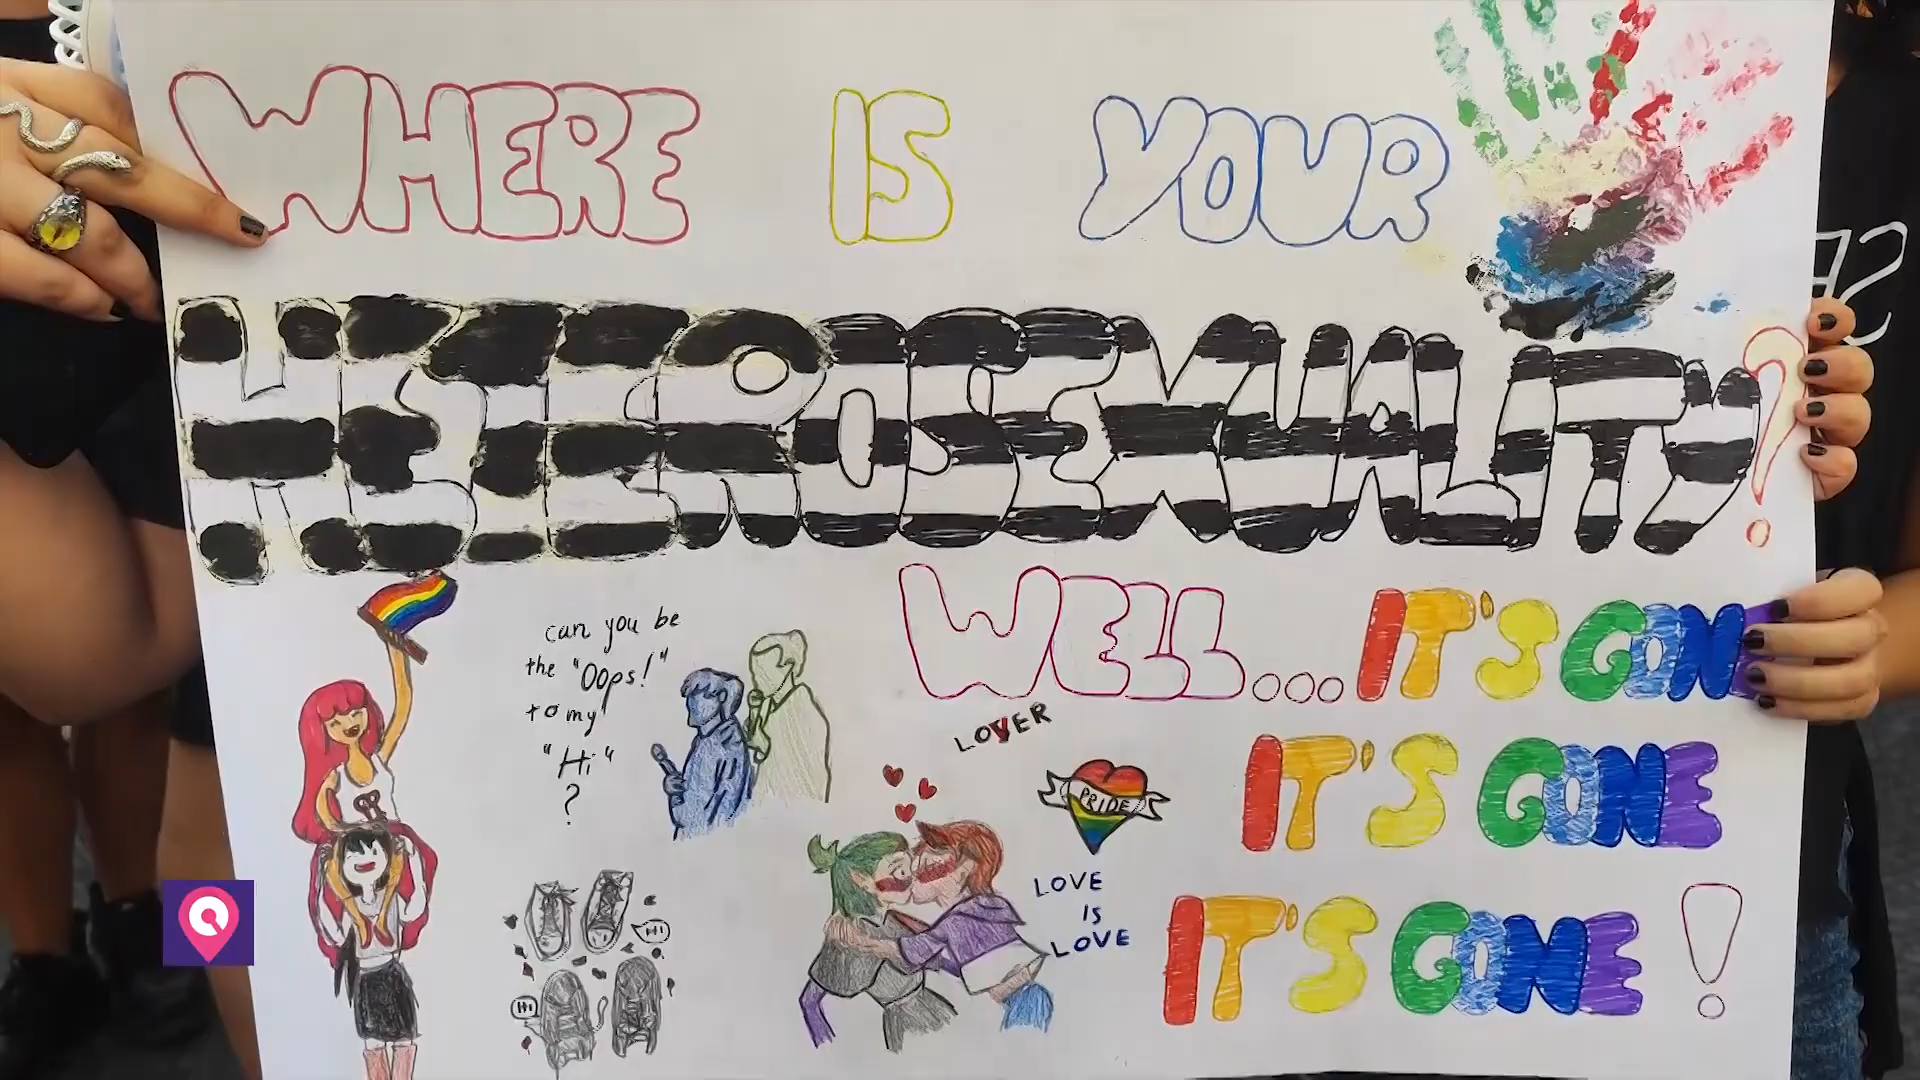 WHERE IS YOUR
HETEROSEXUALITY?
WELL... IT'S GON
can you be
the "Oops!"
to my
"Hi"
?
LOVER
IT'S GONE
PRIDE
LOVE
IS
LOVE
IT'S GONE!
HI
Hi